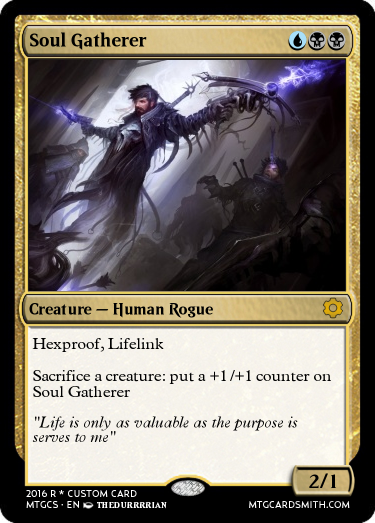 Soul Gatherer
Creature — Human Rogue
Hexproof, Lifelink
Sacrifice a creature: put a +1/+1 counter on
Soul Gatherer
"Life is only as valuable as the purpose is
serves to me"
2/1
2016 R * CUSTOM CARD
MTGCS • EN THEDURRRRIAN
MTGCARDSMITH.COM